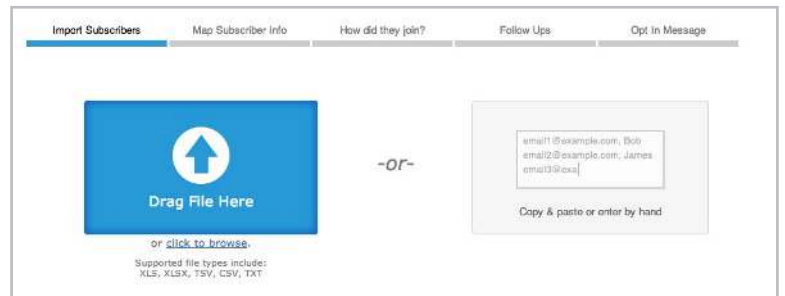 Import Subscribers
Map Subscriber Info
How did they join?
Follow Ups
Opt In Message
Drag File Here
or click to browse.
Supported file types include:
XLS, XLSX, TSV, CSV, TXT
-or-
email1@example.com, Bob
email2@example.com, James
email3@exa
Copy & paste or enter by hand